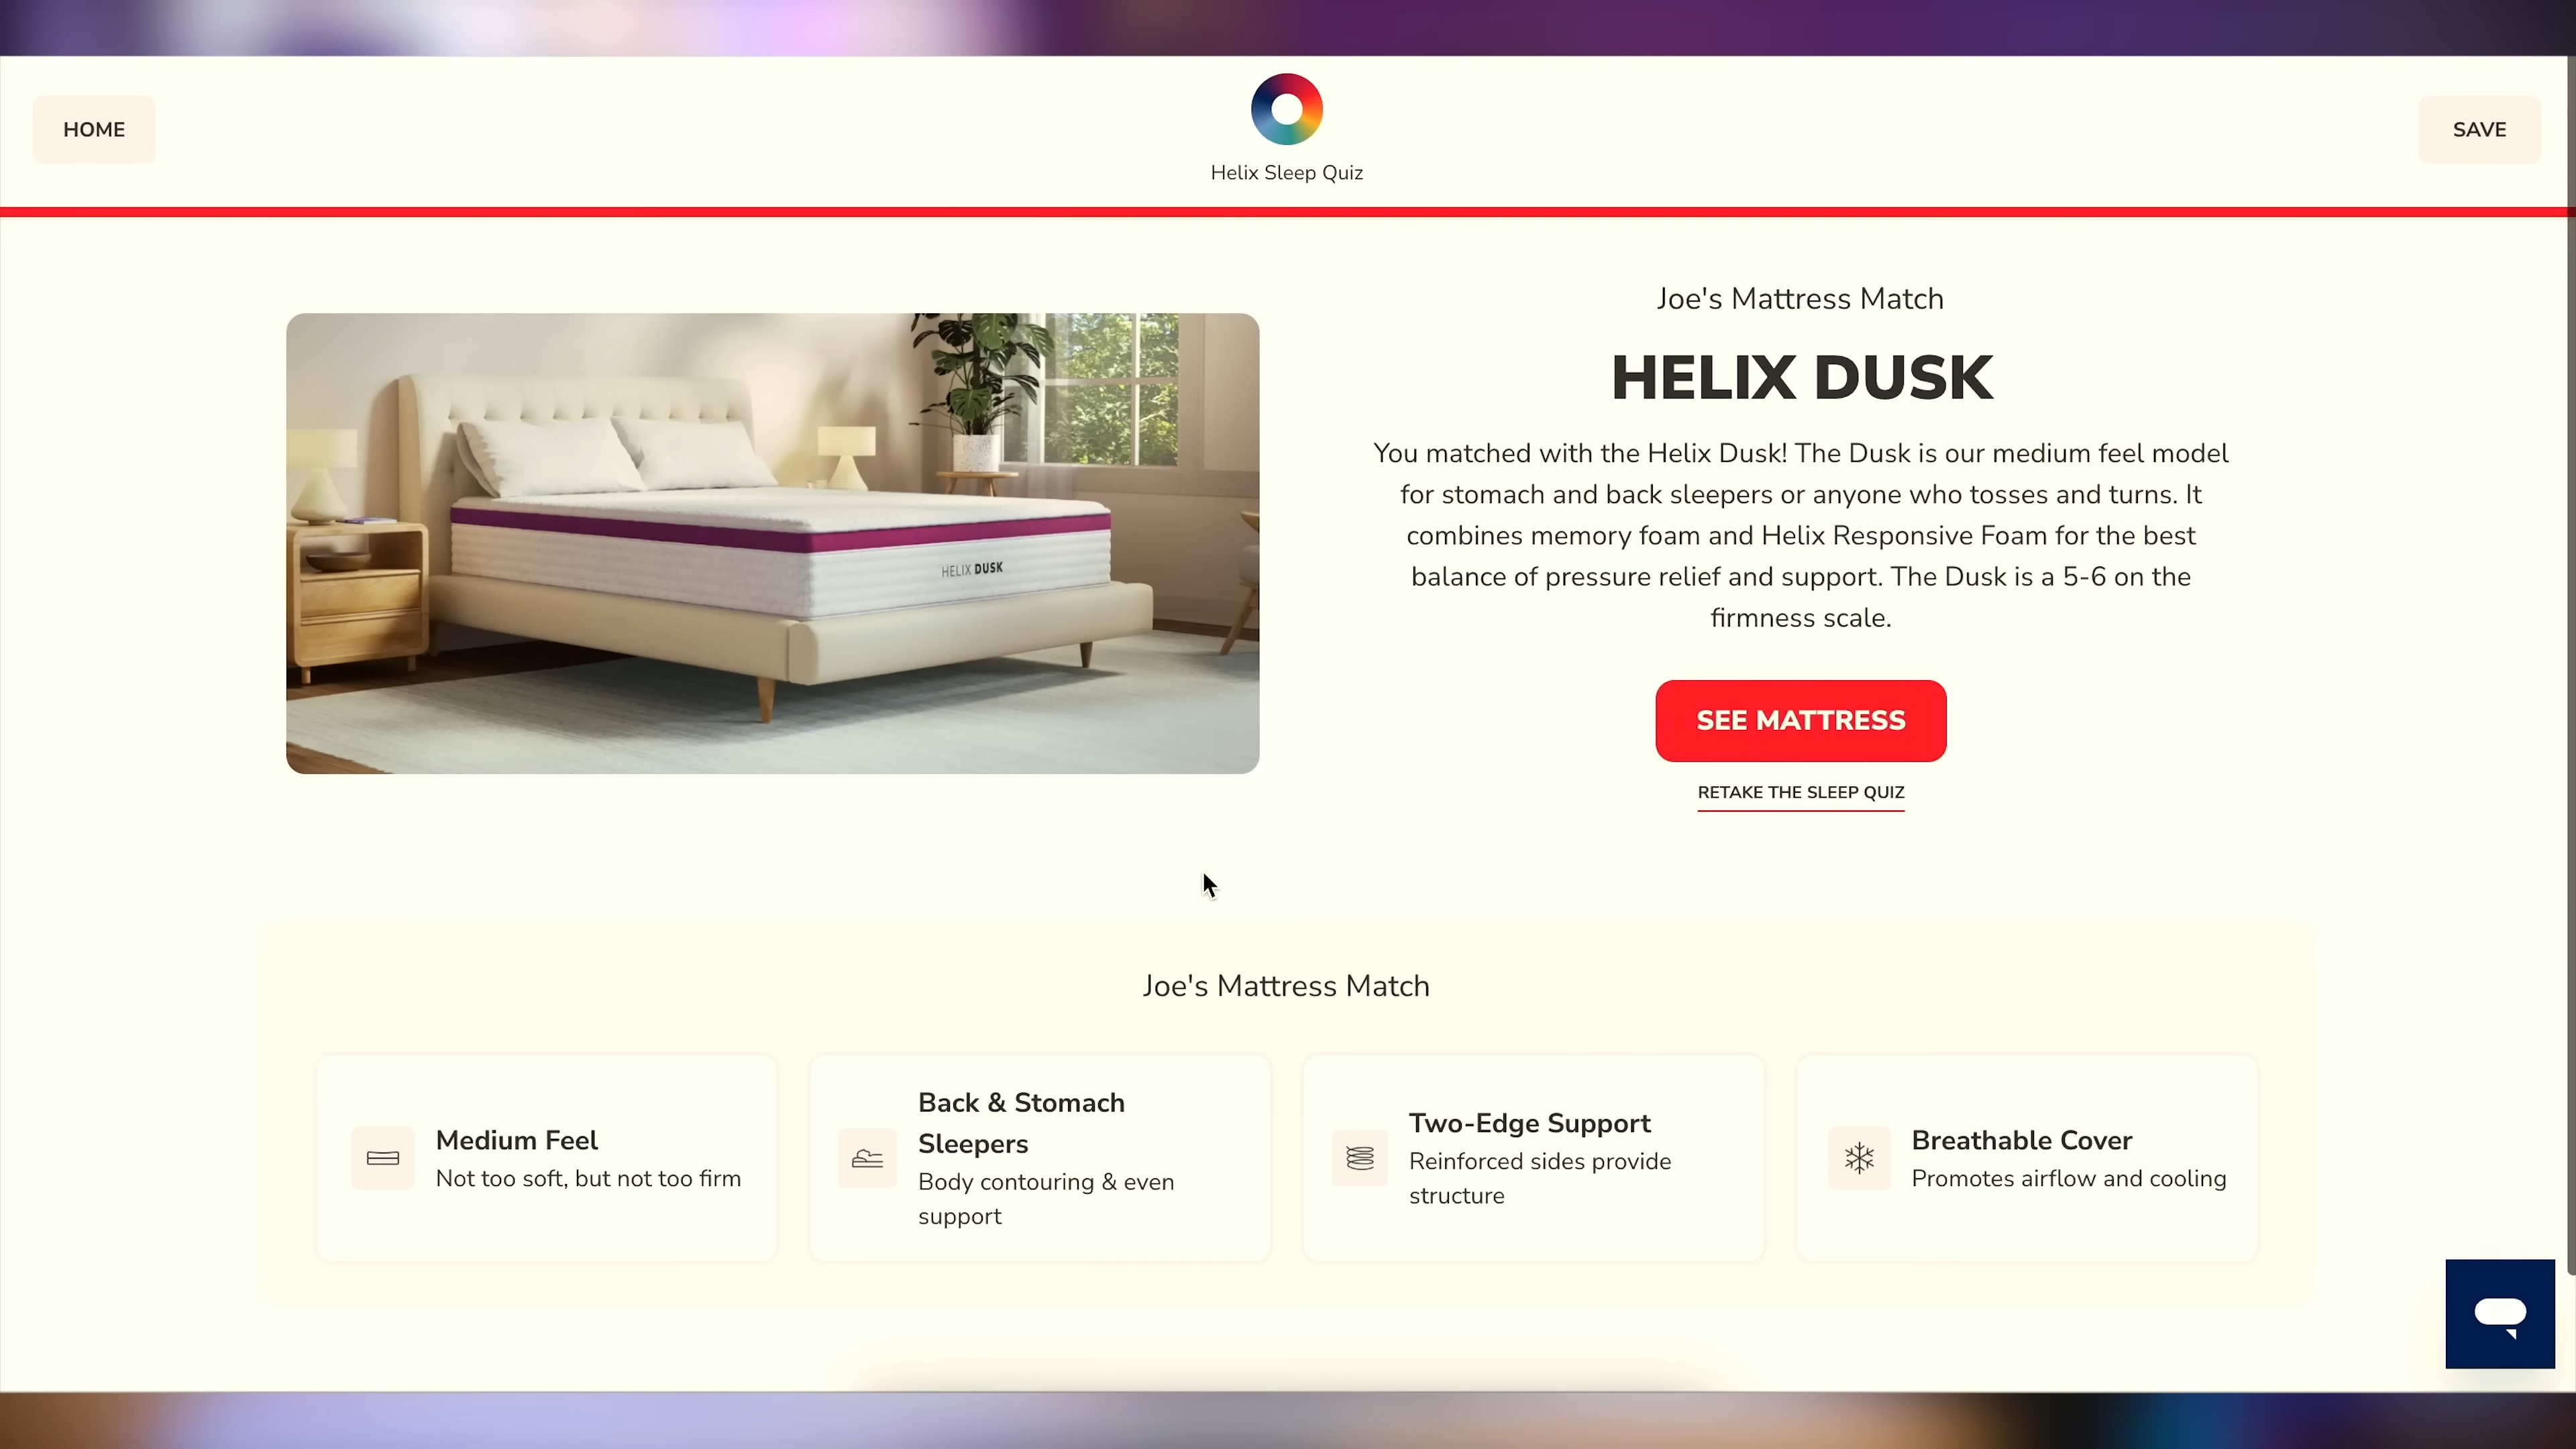 HOME
Helix Sleep Quiz
SAVE
Joe's Mattress Match
HELIX DUSK
You matched with the Helix Dusk! The Dusk is our medium feel model
for stomach and back sleepers or anyone who tosses and turns. It
combines memory foam and Helix Responsive Foam for the best
balance of pressure relief and support. The Dusk is a 5-6 on the
firmness scale.
HELIX DUSK
SEE MATTRESS
RETAKE THE SLEEP QUIZ
Joe's Mattress Match
Medium Feel
Not too soft, but not too firm
Back & Stomach
Sleepers
Body contouring & even
support
Two-Edge Support
Reinforced sides provide
structure
Breathable Cover
Promotes airflow and cooling